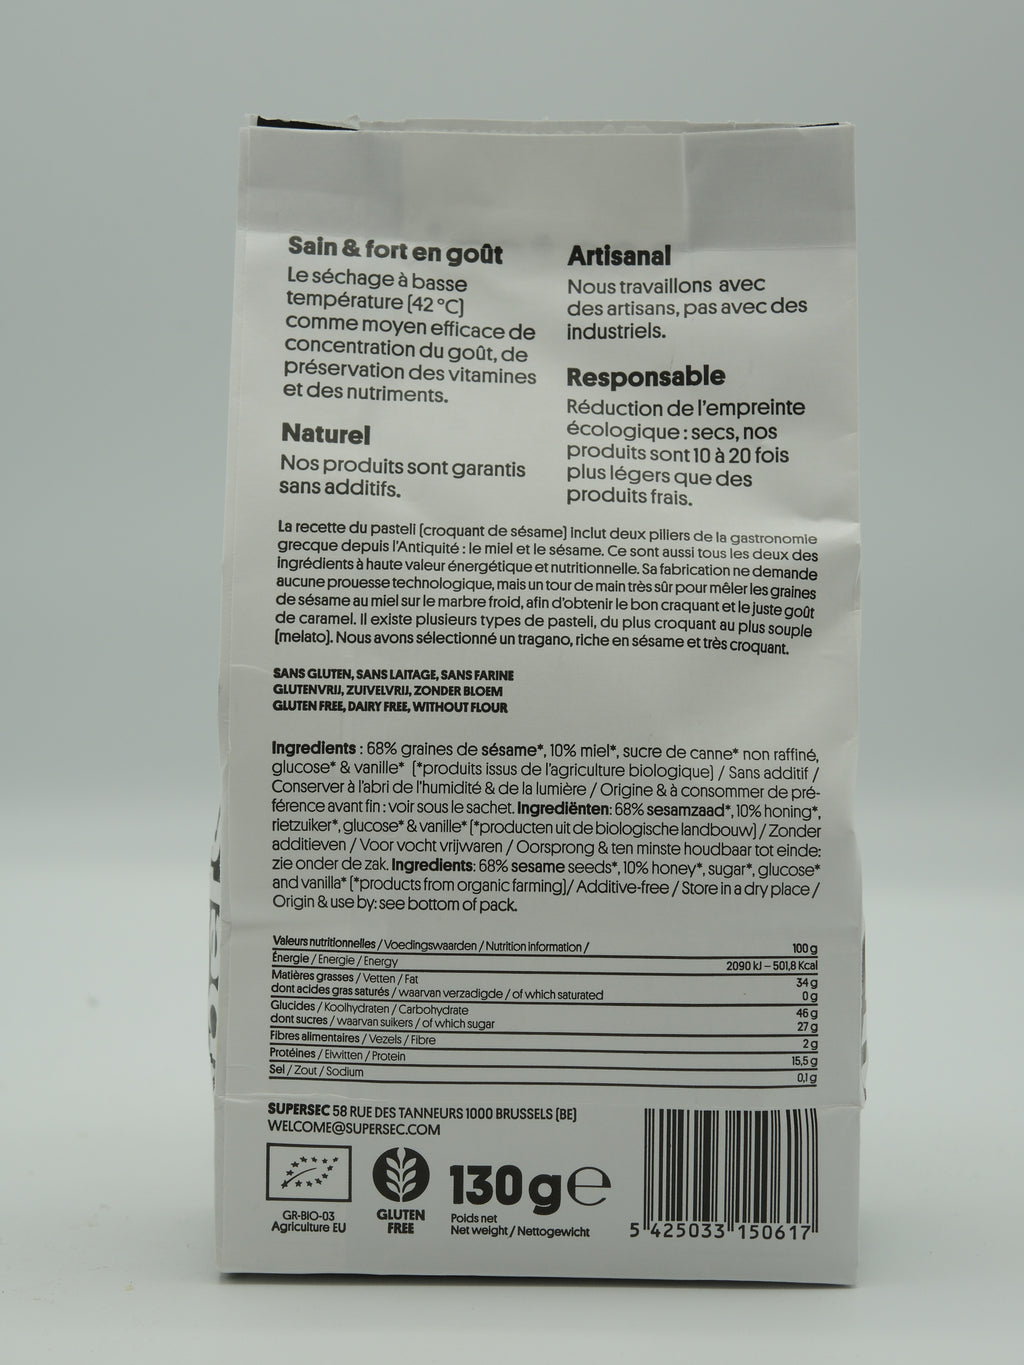 Sain & fort en goût
Le séchage à basse
température (42 °C)
comme moyen efficace de
concentration du goût, de
préservation des vitamines
et des nutriments.
Naturel
Nos produits sont garantis
sans additifs.
Artisanal
Nous travaillons avec
des artisans, pas avec des
industriels.
Responsable
Réduction de l'empreinte
écologique : secs, nos
produits sont 10 à 20 fois
plus légers que des
produits frais.
La recette du pasteli (croquant de sésame) inclut deux piliers de la gastronomie
grecque depuis l'Antiquité : le miel et le sésame. Ce sont aussi tous les deux des
ingrédients à haute valeur énergétique et nutritionnelle. Sa fabrication ne demande
aucune prouesse technologique, mais un tour de main très sûr pour mêler les graines
de sésame au miel sur le marbre froid, afin d'obtenir le bon craquant et le juste goût
de caramel. Il existe plusieurs types de pasteli, du plus croquant au plus souple
(melato). Nous avons sélectionné un tragano, riche en sésame et très croquant.
SANS GLUTEN, SANS LAITAGE, SANS FARINE
GLUTENVRIJ, ZUIVELVRIJ, ZONDER BLOEM
GLUTEN FREE, DAIRY FREE, WITHOUT FLOUR
Ingredients : 68% graines de sésame*, 10% miel*, sucre de canne* non raffiné,
glucose* & vanille* (*produits issus de l'agriculture biologique) / Sans additif /
Conserver à l'abri de l'humidité & de la lumière / Origine & à consommer de pré-
férence avant fin : voir sous le sachet. Ingrediënten: 68% sesamzaad*, 10% honing*,
rietzuiker*, glucose* & vanille* (*producten uit de biologische landbouw) / Zonder
additieven / Voor vocht vrijwaren / Oorsprong & ten minste houdbaar tot einde:
zie onder de zak. Ingredients: 68% sesame seeds*, 10% honey*, sugar*, glucose*
and vanilla* (*products from organic farming)/ Additive-free / Store in a dry place /
Origin & use by: see bottom of pack.
Valeurs nutritionnelles / Voedingswaarden / Nutrition information / 100 g
Énergie / Energie / Energy 2090 kJ – 501,8 Kcal
Matières grasses / Vetten / Fat 34 g
dont acides gras saturés / waarvan verzadigde / of which saturated 0 g
Glucides / Koolhydraten / Carbohydrate 46 g
dont sucres / waarvan suikers / of which sugar 27 g
Fibres alimentaires / Vezels / Fibre 2 g
Protéines / Eiwitten / Protein 15,5 g
Sel / Zout / Sodium 0,1 g
SUPERSEC 58 RUE DES TANNEURS 1000 BRUSSELS (BE)
WELCOME@SUPERSEC.COM
GR-BIO-03
Agriculture EU
GLUTEN
FREE
130 g e
Poids net
Net weight / Nettogewicht
5 425033 150617